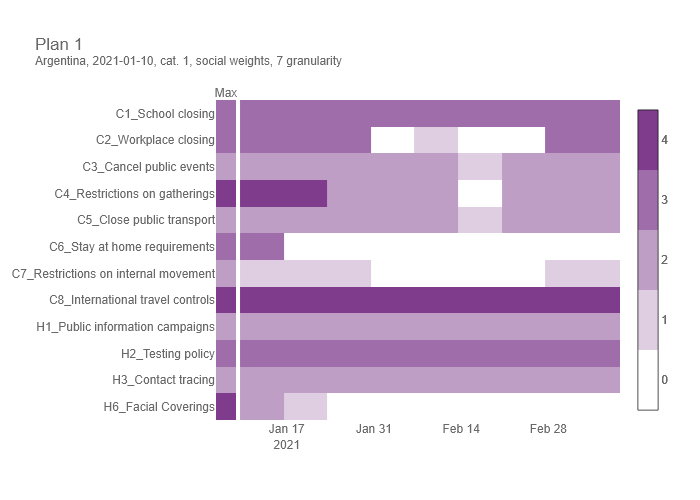 Plan 1
Argentina, 2021-01-10, cat. 1, social weights, 7 granularity
Max
C1_School closing
C2_Workplace closing
C3_Cancel public events
C4_Restrictions on gatherings
C5_Close public transport
C6_Stay at home requirements
C7_Restrictions on internal movement
C8_International travel controls
H1_Public information campaigns
H2_Testing policy
H3_Contact tracing
H6_Facial Coverings
Jan 17 Jan 31 Feb 14 Feb 28
2021
4
3
2
1
0